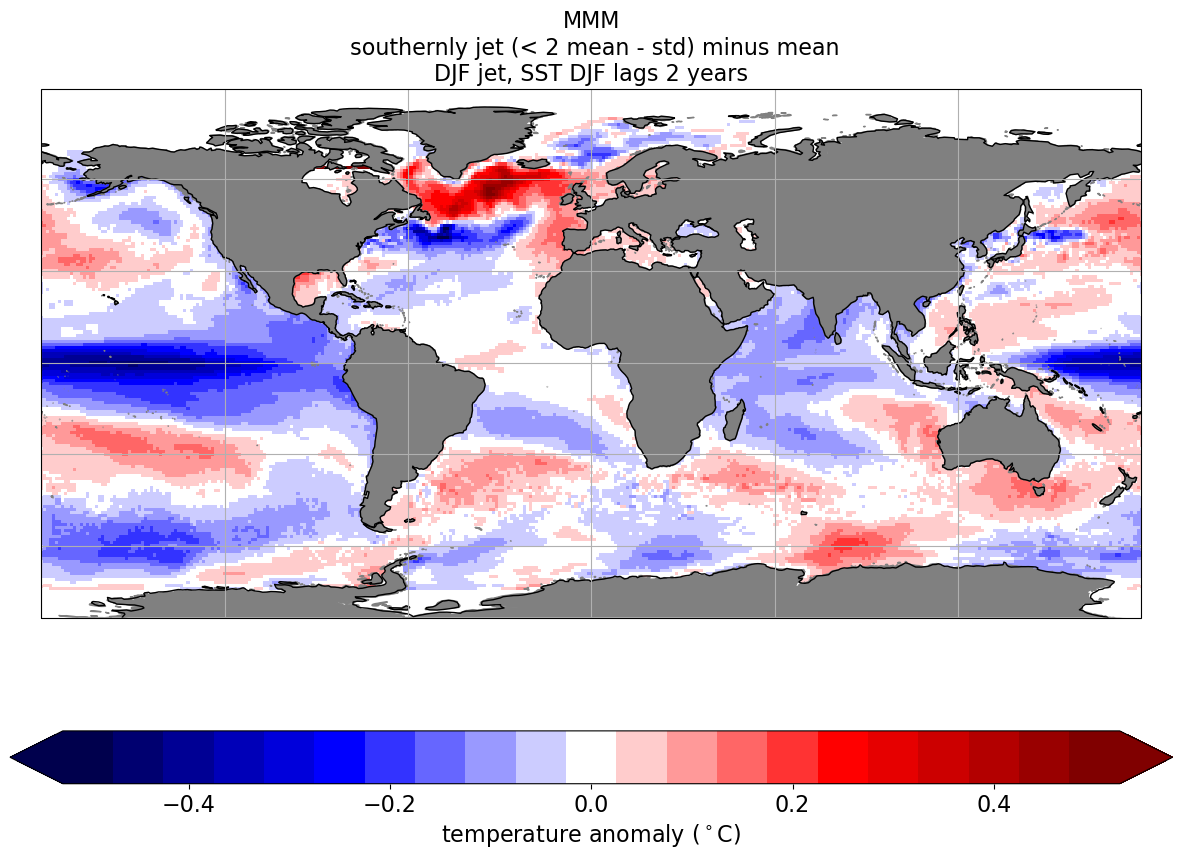 MMM
southernly jet (< 2 mean - std) minus mean
DJF jet, SST DJF lags 2 years
−0.4 −0.2 0.0 0.2 0.4
temperature anomaly (°C)